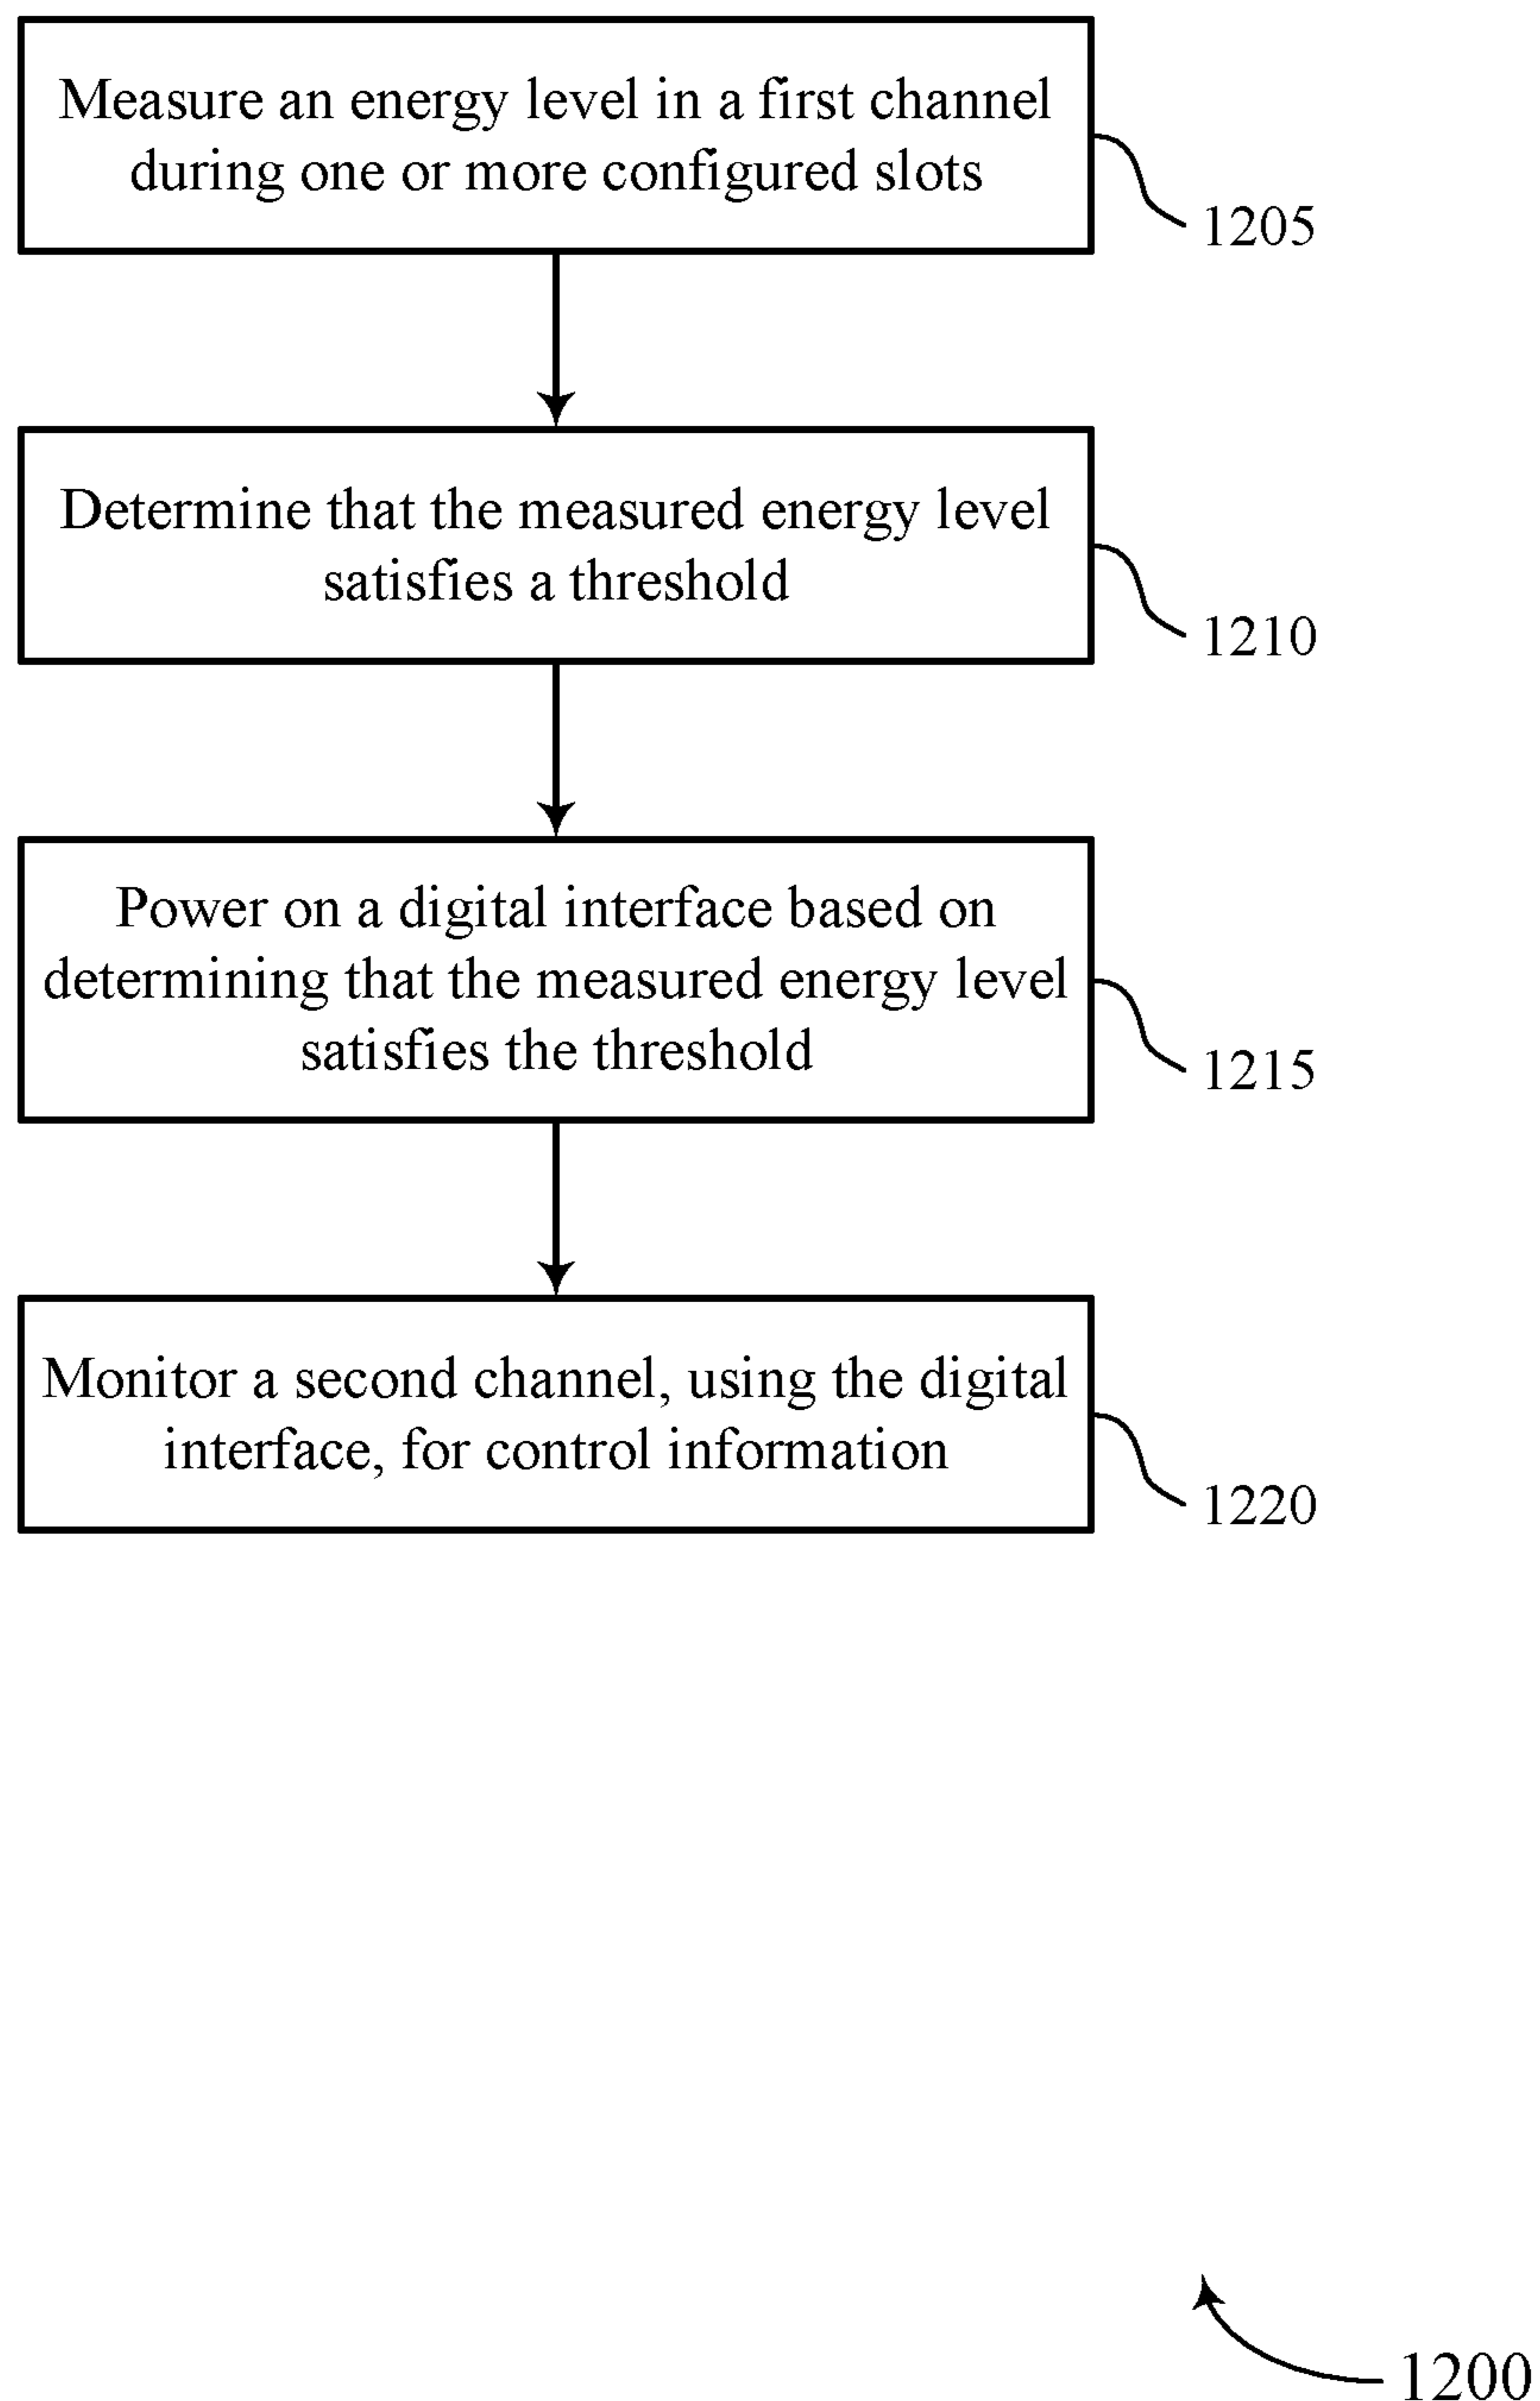 Measure an energy level in a first channel
during one or more configured slots
1205
Determine that the measured energy level
satisfies a threshold
1210
Power on a digital interface based on
determining that the measured energy level
satisfies the threshold
1215
Monitor a second channel, using the digital
interface, for control information
1220
1200